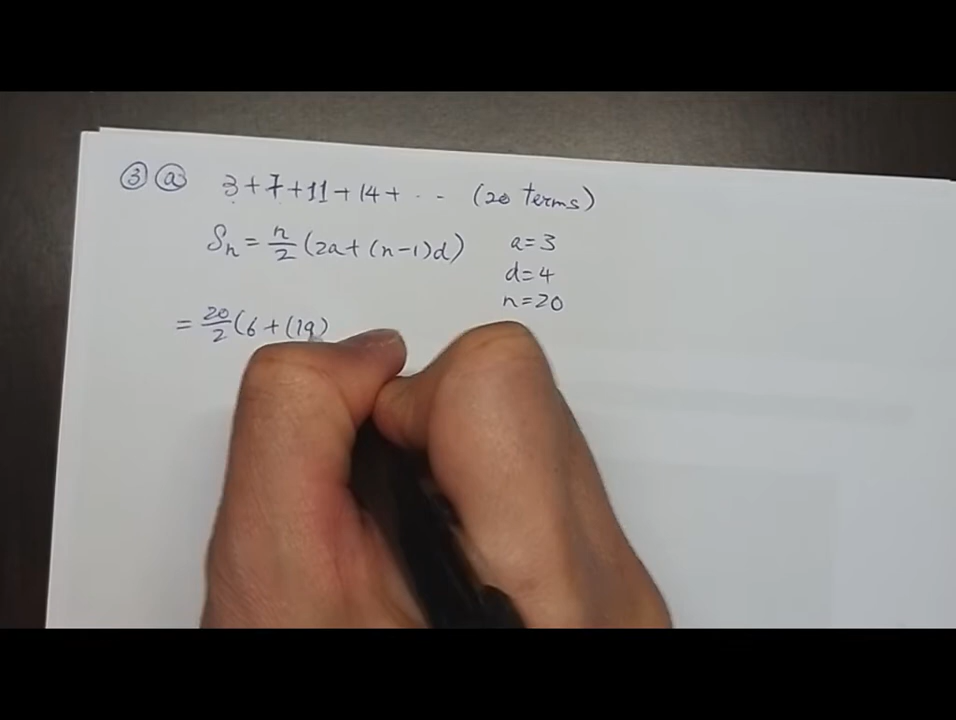 ③ ⓐ 3+7+11+14+ ... (20 terms)
Sn = n/2 (2a+(n-1)d)
a=3
d=4
n=20
= 20/2 (6+(19)